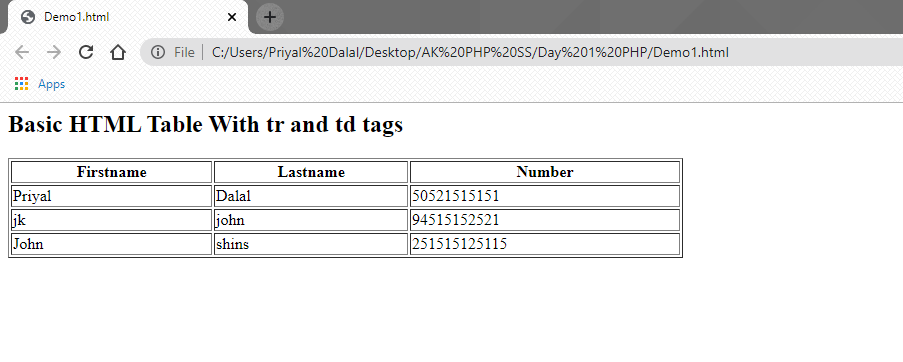 Demo1.html
File C:/Users/Priyal%20Dalal/Desktop/AK%20PHP%20SS/Day%201%20PHP/Demo1.html
Apps
Basic HTML Table With tr and td tags
Firstname Lastname Number
Priyal Dalal 50521515151
jk john 94515152521
John shins 251515125115